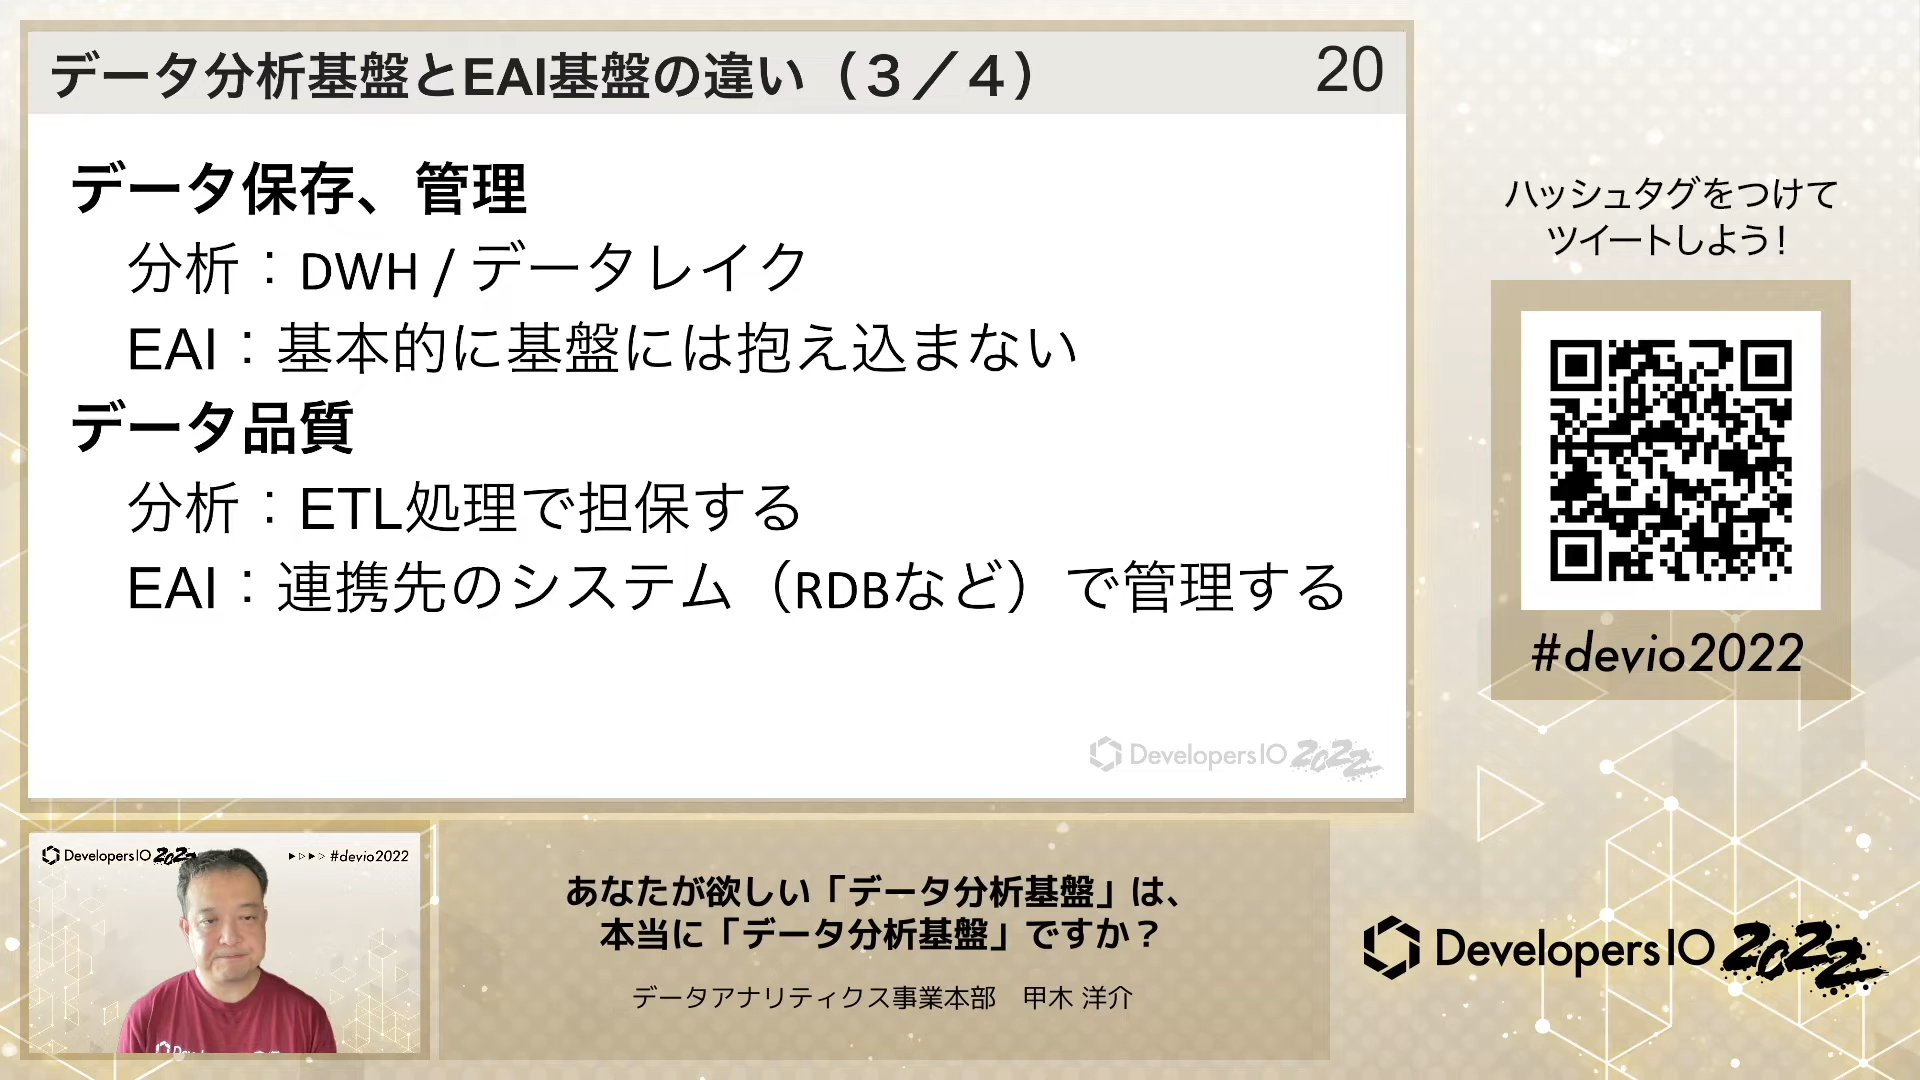 データ分析基盤とEAI基盤の違い（３／４）
20
データ保存、管理
分析：DWH / データレイク
EAI：基本的に基盤には抱え込まない
データ品質
分析：ETL処理で担保する
EAI：連携先のシステム（RDBなど）で管理する
DevelopersIO 2022
ハッシュタグをつけて
ツイートしよう！
#devio2022
DevelopersIO 2022
#devio2022
あなたが欲しい「データ分析基盤」は、
本当に「データ分析基盤」ですか？
データアナリティクス事業本部　甲木 洋介
DevelopersIO 2022